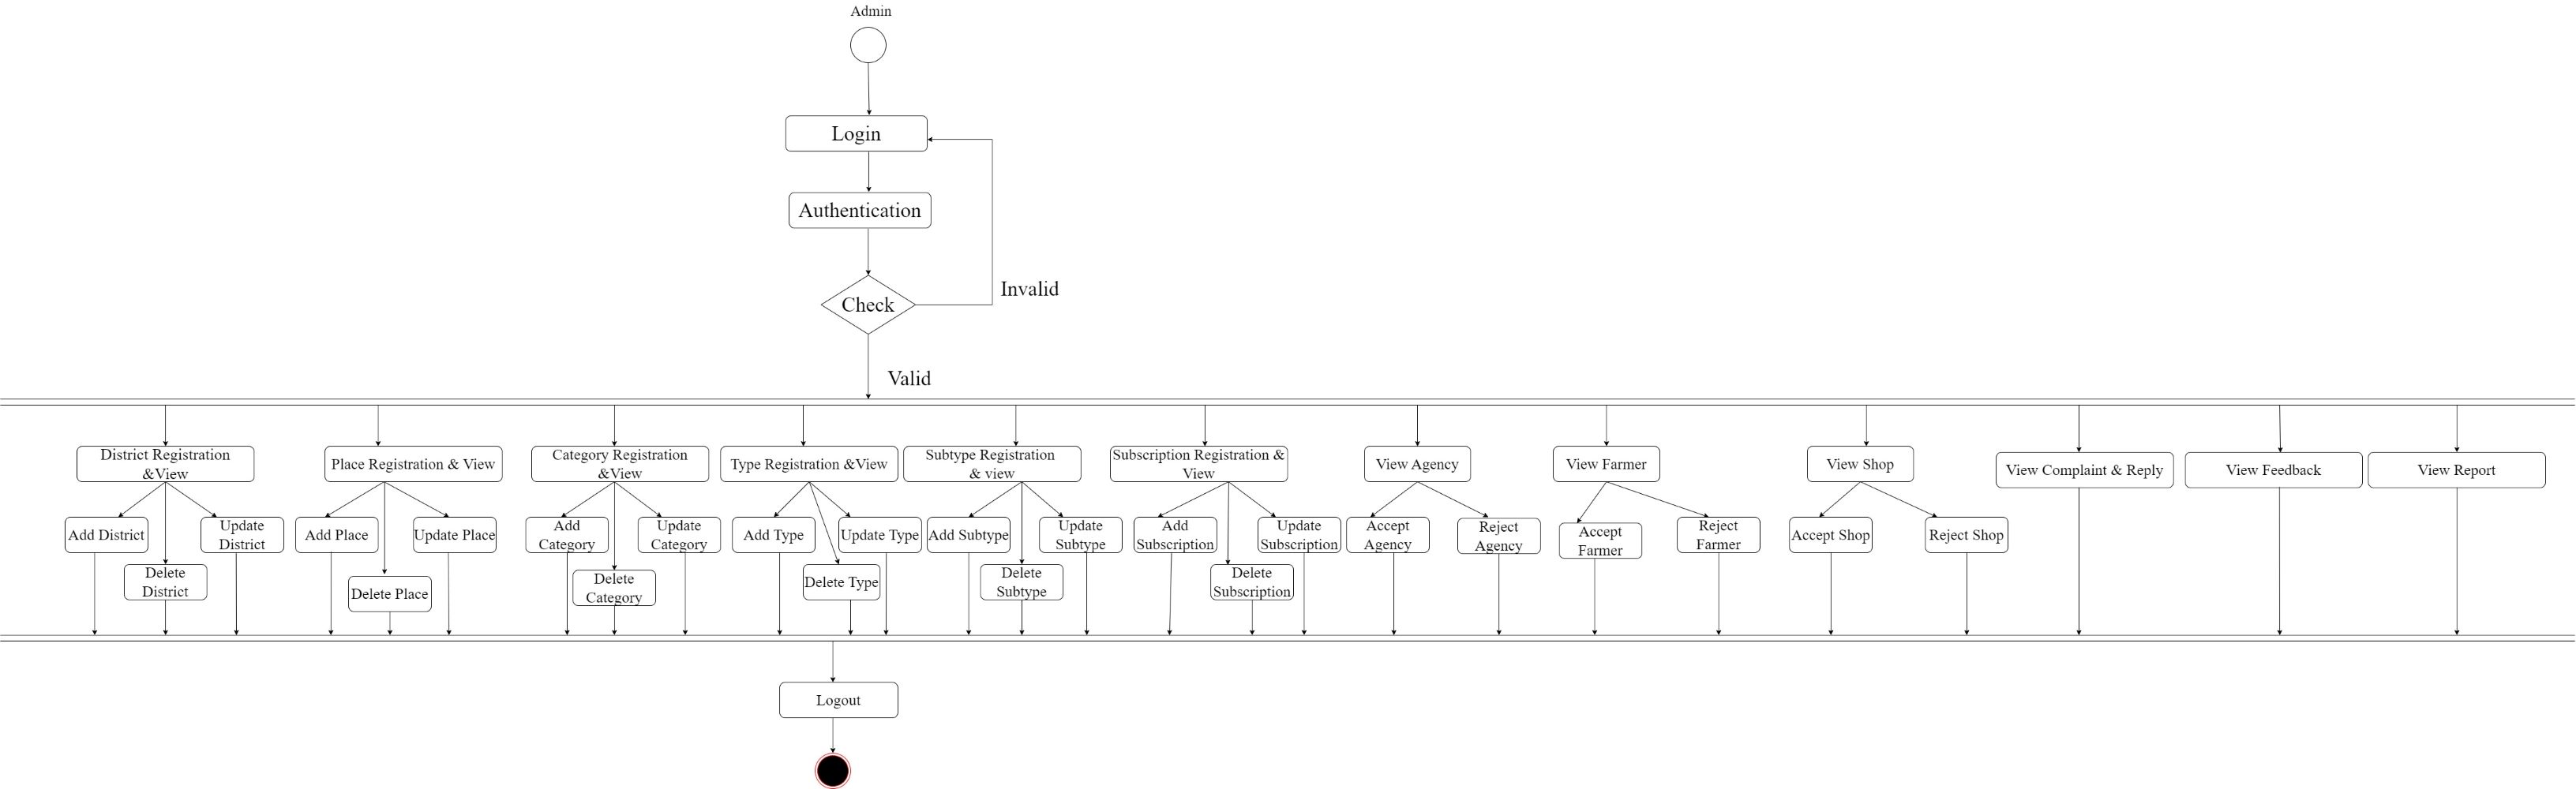 Admin
Login
Authentication
Check
Valid
Invalid
District Registration
&View
Add District
Delete
District
Update
District
Place Registration & View
Add Place
Delete Place
Update Place
Category Registration
&View
Add
Category
Delete
Category
Update
Category
Type Registration &View
Add Type
Delete Type
Update Type
Subtype Registration
& view
Add Subtype
Delete
Subtype
Update
Subtype
Subscription Registration &
View
Add
Subscription
Delete
Subscription
Update
Subscription
View Agency
Accept
Agency
Reject
Agency
View Farmer
Accept
Farmer
Reject
Farmer
View Shop
Accept Shop
Reject Shop
View Complaint & Reply
View Feedback
View Report
Logout